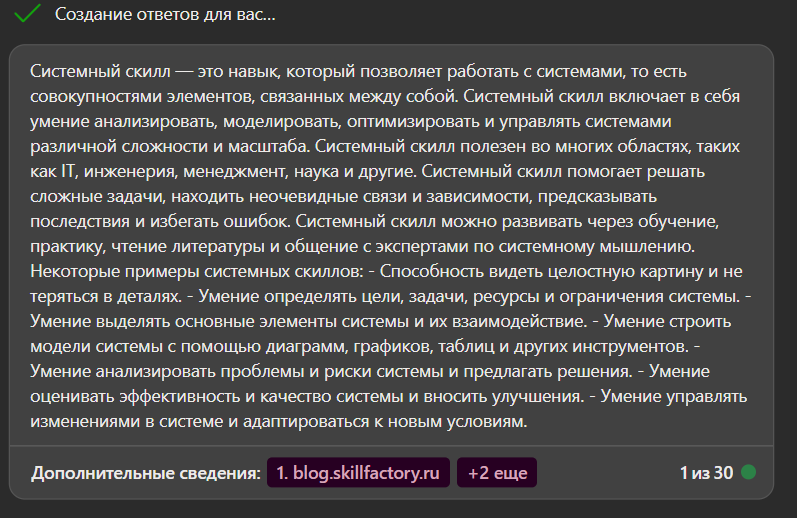 Создание ответов для вас...
Системный скилл — это навык, который позволяет работать с системами, то есть
совокупностями элементов, связанных между собой. Системный скилл включает в себя
умение анализировать, моделировать, оптимизировать и управлять системами
различной сложности и масштаба. Системный скилл полезен во многих областях, таких
как IT, инженерия, менеджмент, наука и другие. Системный скилл помогает решать
сложные задачи, находить неочевидные связи и зависимости, предсказывать
последствия и избегать ошибок. Системный скилл можно развивать через обучение,
практику, чтение литературы и общение с экспертами по системному мышлению.
Некоторые примеры системных скиллов: - Способность видеть целостную картину и не
теряться в деталях. - Умение определять цели, задачи, ресурсы и ограничения системы. -
Умение выделять основные элементы системы и их взаимодействие. - Умение строить
модели системы с помощью диаграмм, графиков, таблиц и других инструментов. -
Умение анализировать проблемы и риски системы и предлагать решения. - Умение
оценивать эффективность и качество системы и вносить улучшения. - Умение управлять
изменениями в системе и адаптироваться к новым условиям.
Дополнительные сведения: 1. blog.skillfactory.ru +2 еще 1 из 30